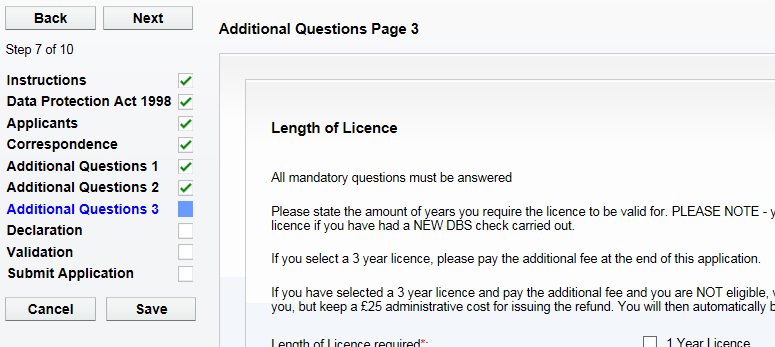 Back
Next
Step 7 of 10
Instructions
Data Protection Act 1998
Applicants
Correspondence
Additional Questions 1
Additional Questions 2
Additional Questions 3
Declaration
Validation
Submit Application
Cancel
Save
Additional Questions Page 3
Length of Licence
All mandatory questions must be answered
Please state the amount of years you require the licence to be valid for. PLEASE NOTE -
licence if you have had a NEW DBS check carried out.
If you select a 3 year licence, please pay the additional fee at the end of this application.
If you have selected a 3 year licence and pay the additional fee and you are NOT eligible,
you, but keep a £25 administrative cost for issuing the refund. You will then automatically
Length of Licence required*:
1 Year Licence